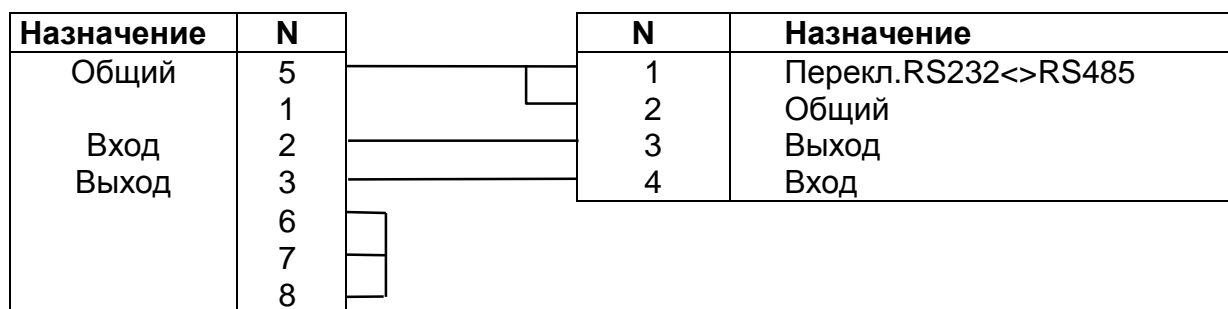 Назначение N N Назначение
Общий 5 1 Перекл.RS232<>RS485
1 2 Общий
Вход 2 3 Выход
Выход 3 4 Вход
6
7
8